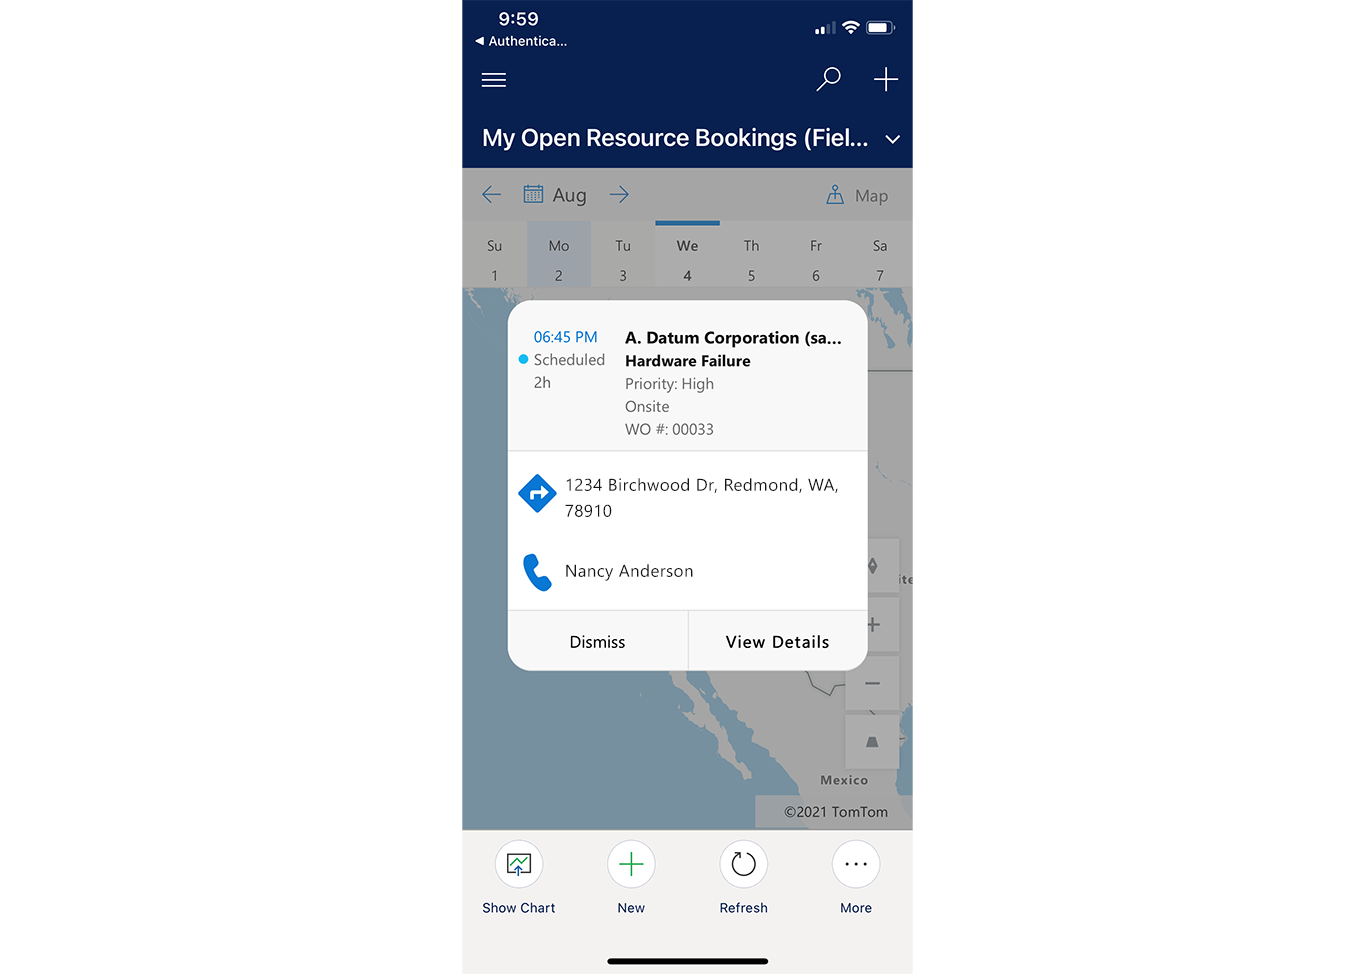 9:59
◀ Authentica...
My Open Resource Bookings (Fiel...
Aug
Map
Su Mo Tu We Th Fr Sa
1 2 3 4 5 6 7
06:45 PM
Scheduled
2h
A. Datum Corporation (sa...
Hardware Failure
Priority: High
Onsite
WO #: 00033
1234 Birchwood Dr, Redmond, WA,
78910
Nancy Anderson
Dismiss
View Details
ite
Mexico
©2021 TomTom
Show Chart
New
Refresh
More